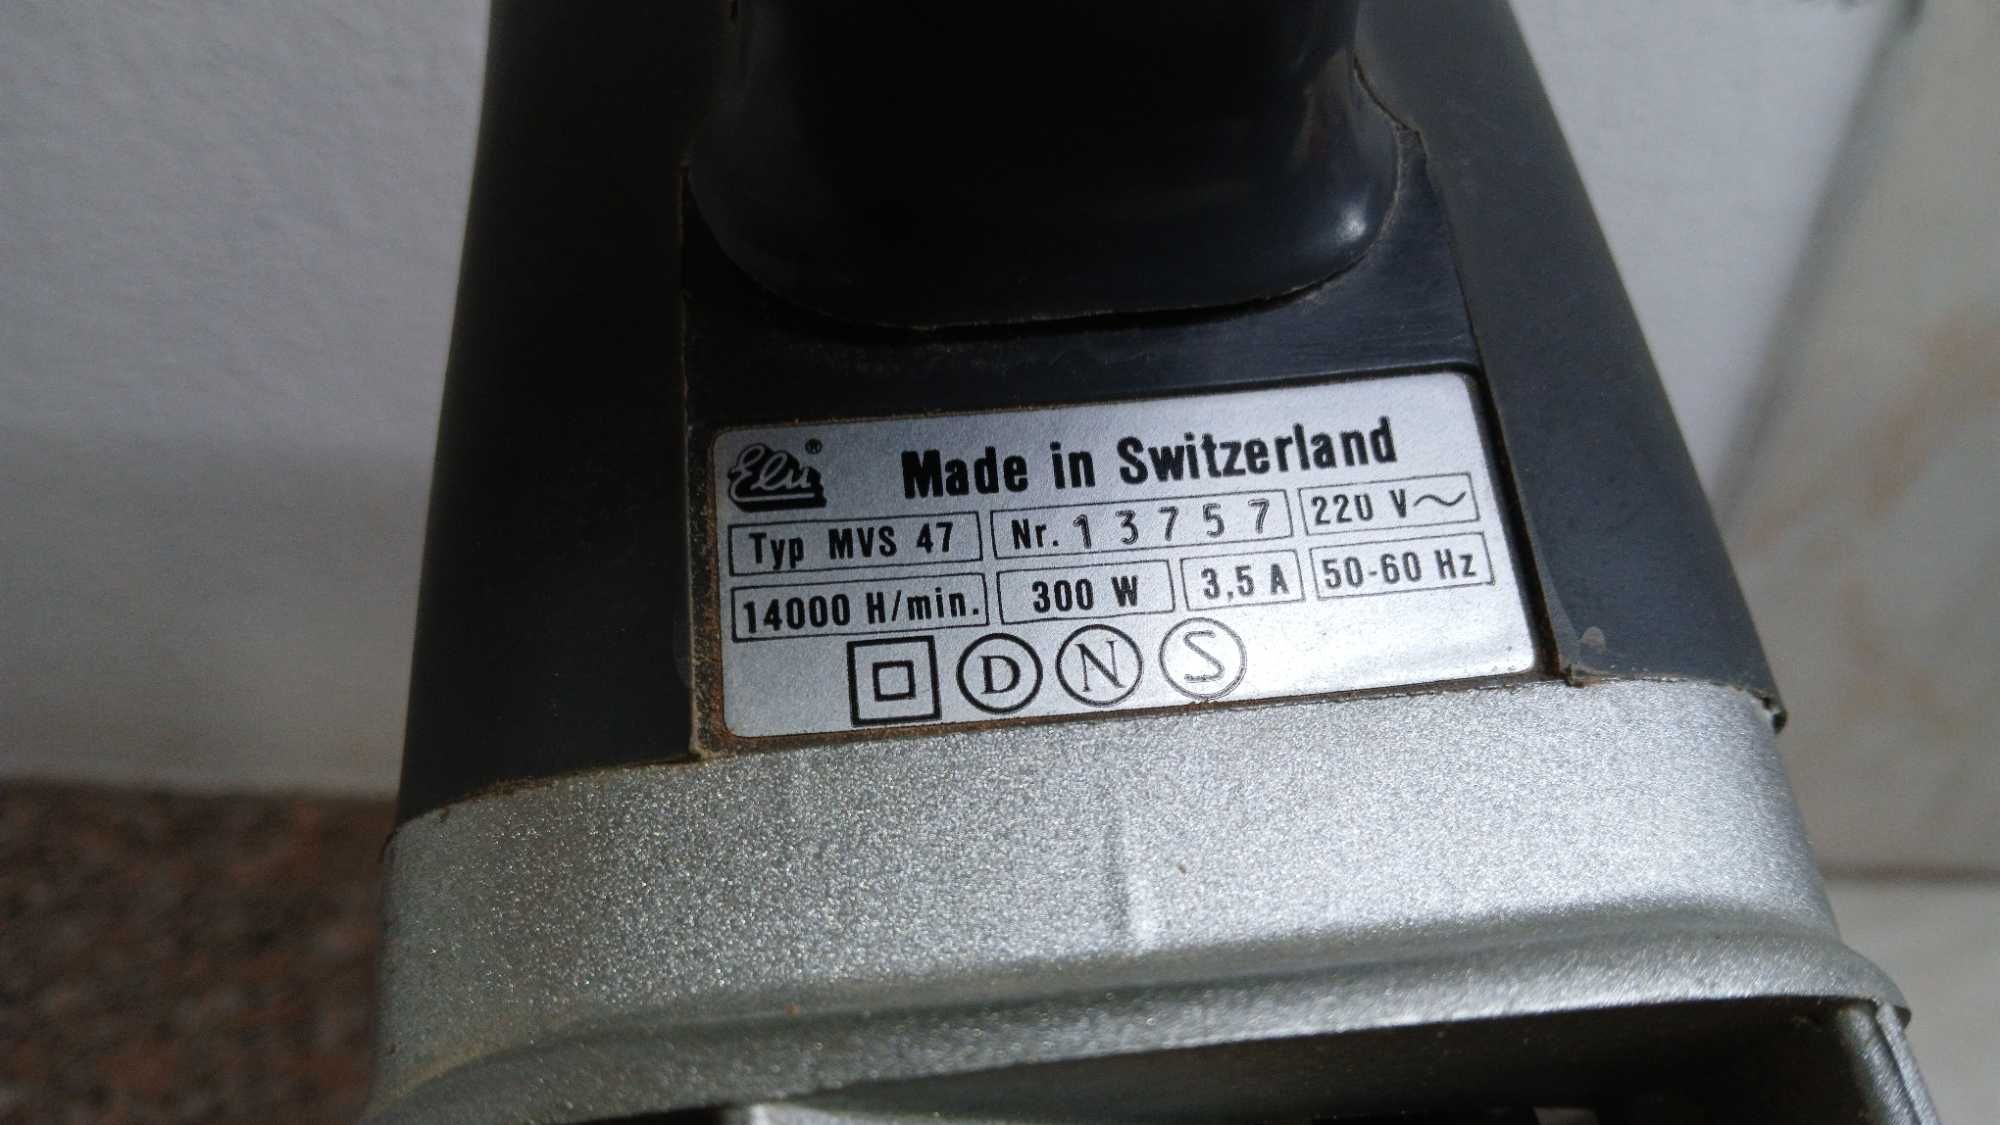 Elu® Made in Switzerland
Typ MVS 47 Nr. 13757 220 V~
14000 H/min. 300 W 3,5 A 50-60 Hz
D N S